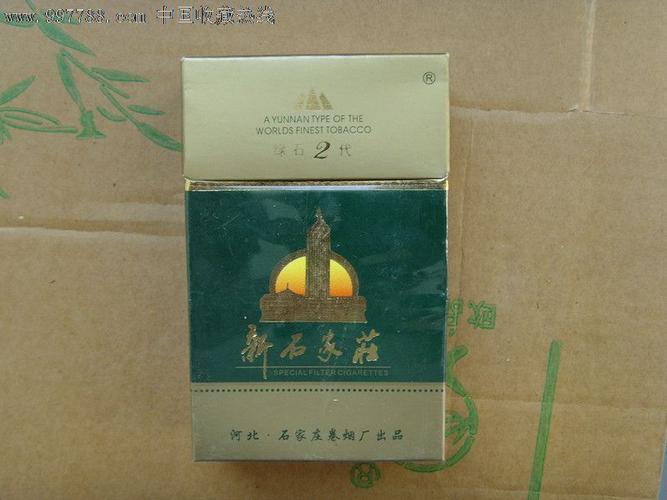 www.997788.com 中国收藏热线
®
A YUNNAN TYPE OF THE
WORLDS FINEST TOBACCO
绿石 2 代
新石家莊
SPECIAL FILTER CIGARETTES
河北·石家庄卷烟厂出品
欧